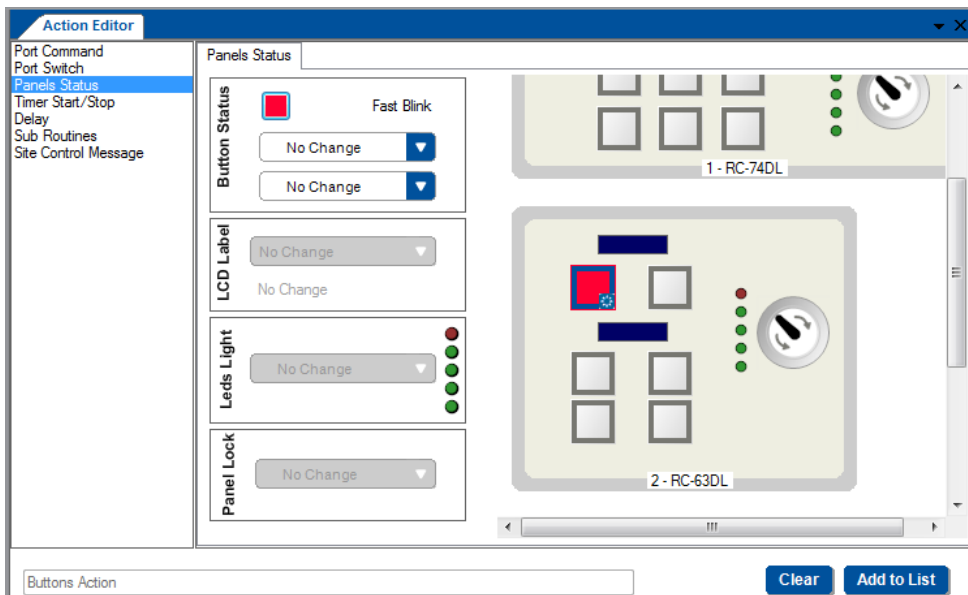 Action Editor
Port Command
Port Switch
Panels Status
Timer Start/Stop
Delay
Sub Routines
Site Control Message
Panels Status
Button Status
Fast Blink
No Change
No Change
LCD Label
No Change
No Change
Leds Light
No Change
Panel Lock
No Change
1 - RC-74DL
2 - RC-63DL
Buttons Action
Clear
Add to List